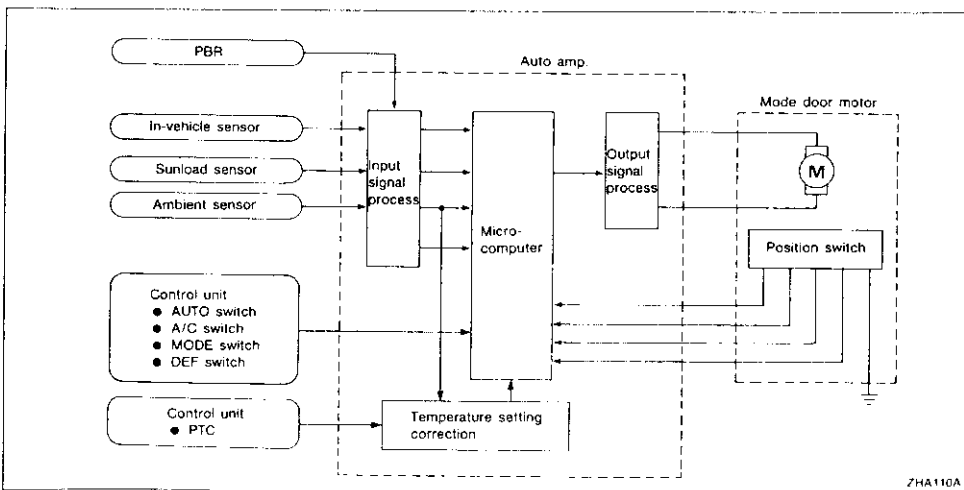 PBR
Auto amp.
Mode door motor
In-vehicle sensor
Sunload sensor
Ambient sensor
Input
signal
process
Micro-
computer
Output
signal
process
M
Position switch
Control unit
● AUTO switch
● A/C switch
● MODE switch
● DEF switch
Control unit
● PTC
Temperature setting
correction
ZHA110A